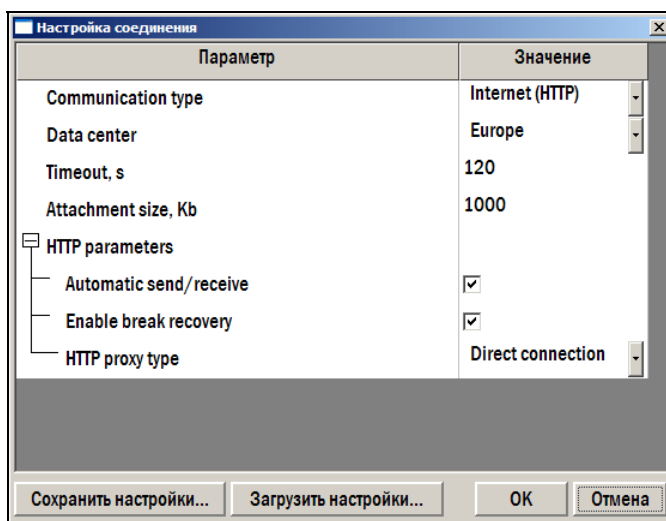 Настройка соединения
Параметр Значение
Communication type Internet (HTTP)
Data center Europe
Timeout, s 120
Attachment size, Kb 1000
HTTP parameters
Automatic send/receive
Enable break recovery
HTTP proxy type Direct connection
Сохранить настройки... Загрузить настройки... OK Отмена